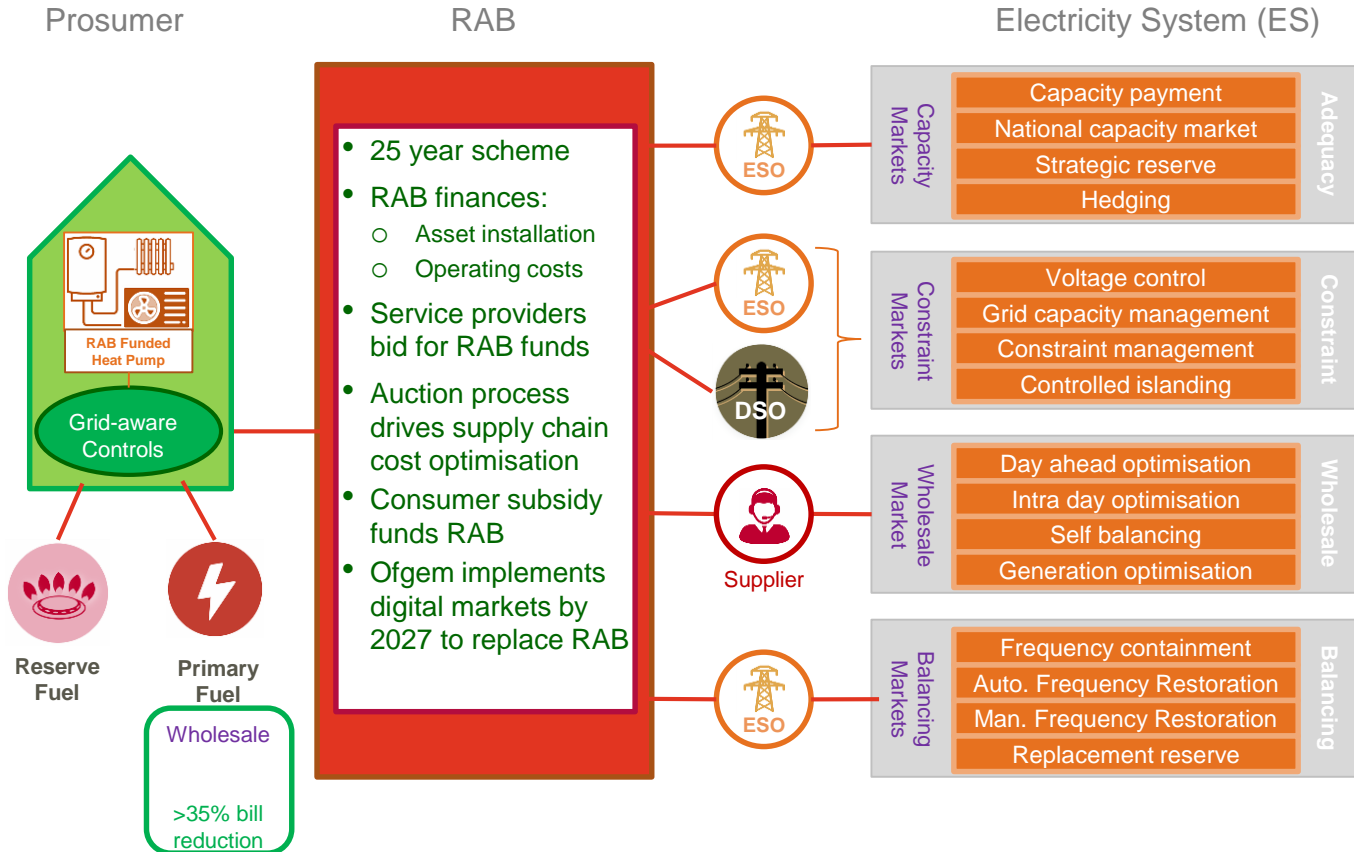 Prosumer
RAB
Electricity System (ES)
RAB Funded
Heat Pump
Grid-aware
Controls
Reserve
Fuel
Primary
Fuel
Wholesale
>35% bill
reduction
• 25 year scheme
• RAB finances:
o Asset installation
o Operating costs
• Service providers
bid for RAB funds
• Auction process
drives supply chain
cost optimisation
• Consumer subsidy
funds RAB
• Ofgem implements
digital markets by
2027 to replace RAB
ESO
ESO
DSO
Supplier
ESO
Capacity
Markets
Capacity payment
National capacity market
Strategic reserve
Hedging
Adequacy
Constraint
Markets
Voltage control
Grid capacity management
Constraint management
Controlled islanding
Constraint
Wholesale
Market
Day ahead optimisation
Intra day optimisation
Self balancing
Generation optimisation
Wholesale
Balancing
Markets
Frequency containment
Auto. Frequency Restoration
Man. Frequency Restoration
Replacement reserve
Balancing